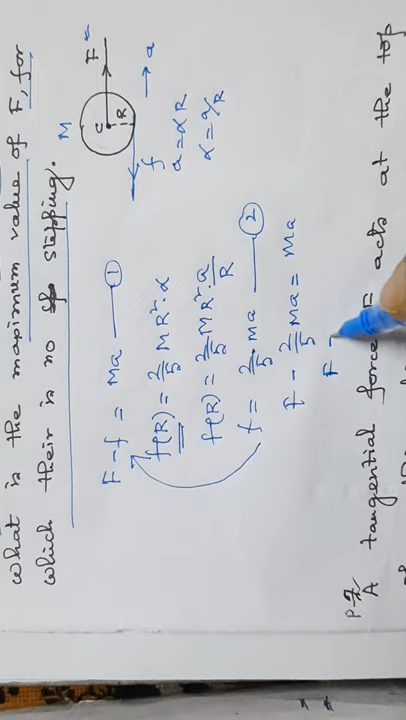 what is the maximum value of F, for
which their is no slipping.
M
C
R
F
a
f
a = αR
α = a/R
F - f = Ma ——— ①
f(R) = 2/5 MR²·α
f(R) = 2/5 MR²·a/R
f = 2/5 Ma ——— ②
f - 2/5 Ma = Ma
F -
A tangential force F acts at the top